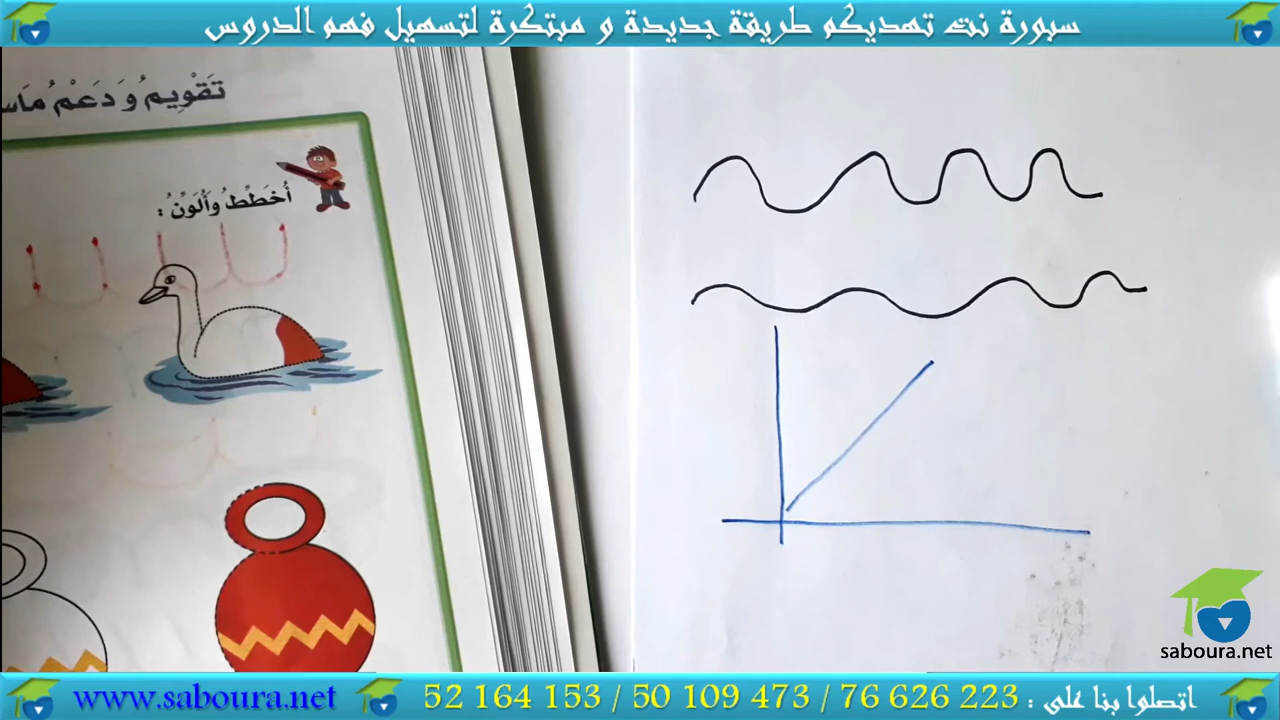 سبورة نت تهديكم طريقة جديدة و مبتكرة لتسهيل فهم الدروس
تَقْوِيمُ وَ دَعَمْ
أُخَطِّطُ وَأُلَوِّنُ :
saboura.net
www.saboura.net
اتصلوا بنا على : 52 164 153 / 50 109 473 / 76 626 223